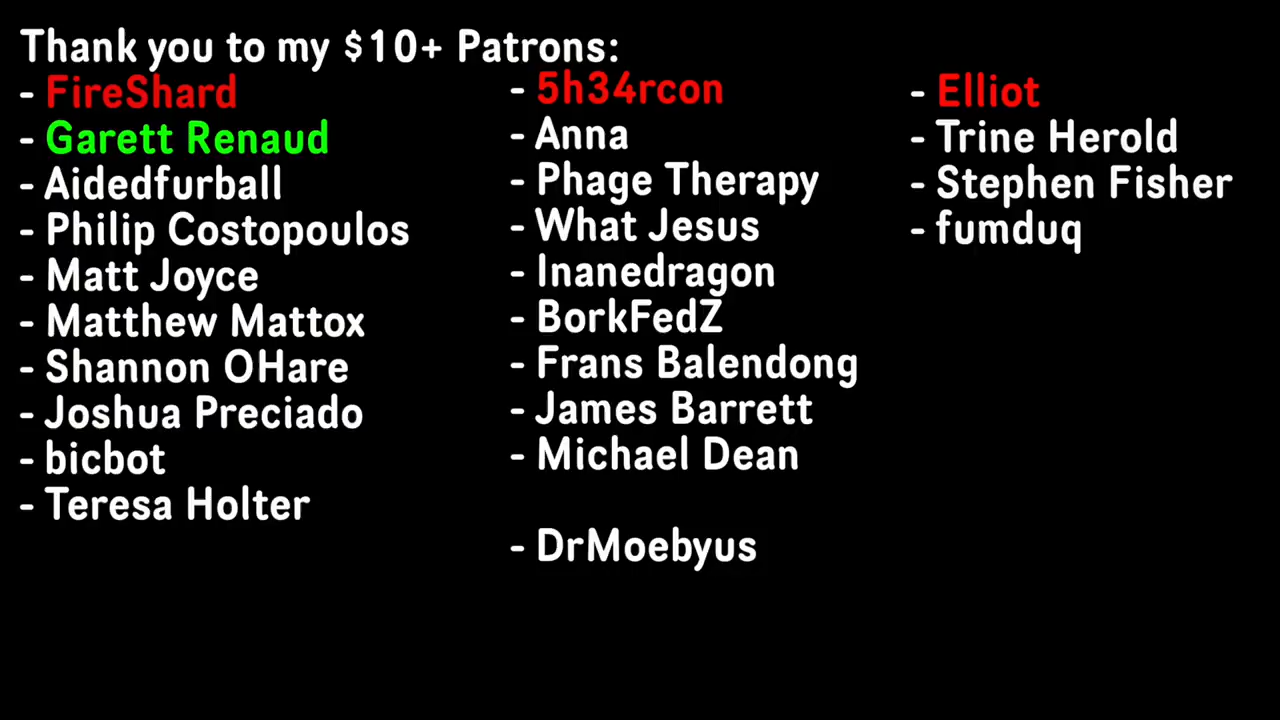 Thank you to my $10+ Patrons:
- FireShard
- Garett Renaud
- Aidedfurball
- Philip Costopoulos
- Matt Joyce
- Matthew Mattox
- Shannon OHare
- Joshua Preciado
- bicbot
- Teresa Holter
- 5h34rcon
- Anna
- Phage Therapy
- What Jesus
- Inanedragon
- BorkFedZ
- Frans Balendong
- James Barrett
- Michael Dean
- DrMoebyus
- Elliot
- Trine Herold
- Stephen Fisher
- fumduq